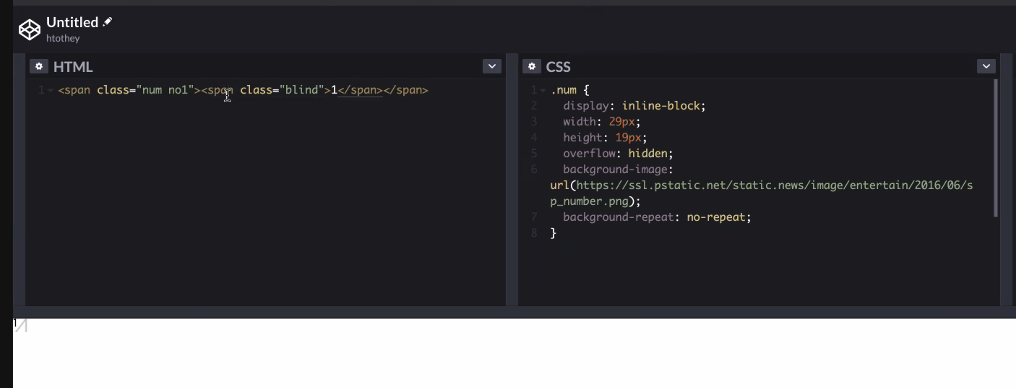 Untitled
htothey
HTML
1 <span class="num no1"><span class="blind">1</span></span>
CSS
1 .num {
2 display: inline-block;
3 width: 29px;
4 height: 19px;
5 overflow: hidden;
6 background-image:
url(https://ssl.pstatic.net/static.news/image/entertain/2016/06/s
p_number.png);
7 background-repeat: no-repeat;
8 }
1